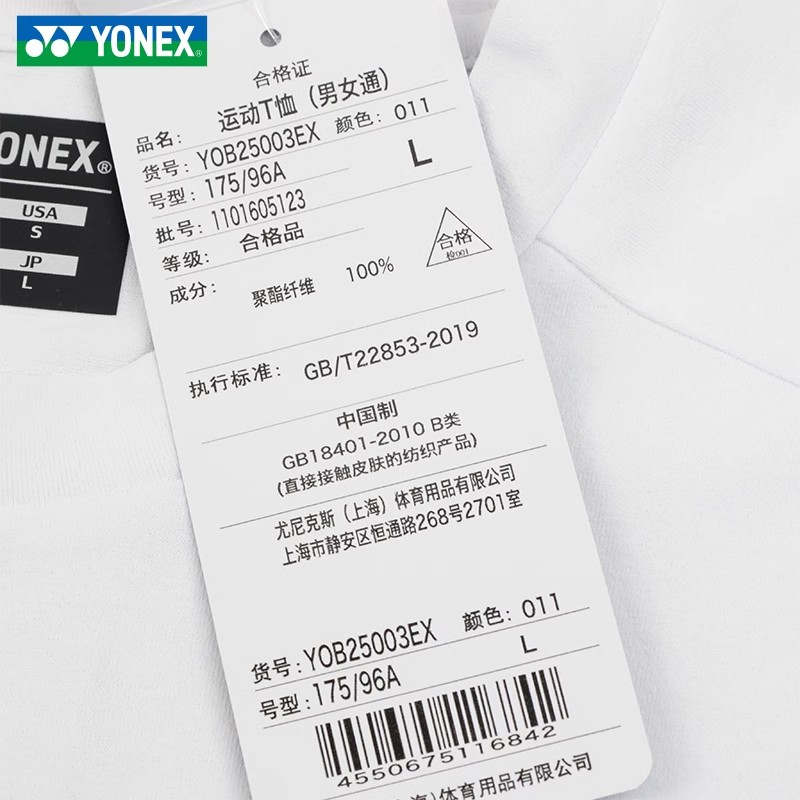 YONEX®
ONEX®
USA
S
JP
L
合格证
品名： 运动T恤（男女通）
货号：YOB25003EX 颜色：011
号型：175/96A L
批号：1101605123
等级： 合格品
成分： 聚酯纤维 100%
合格
检001
执行标准： GB/T22853-2019
中国制
GB18401-2010 B类
(直接接触皮肤的纺织产品)
尤尼克斯（上海）体育用品有限公司
上海市静安区恒通路268号2701室
货号：YOB25003EX 颜色：011
号型：175/96A L
4550675116842
海）体育用品有限公司